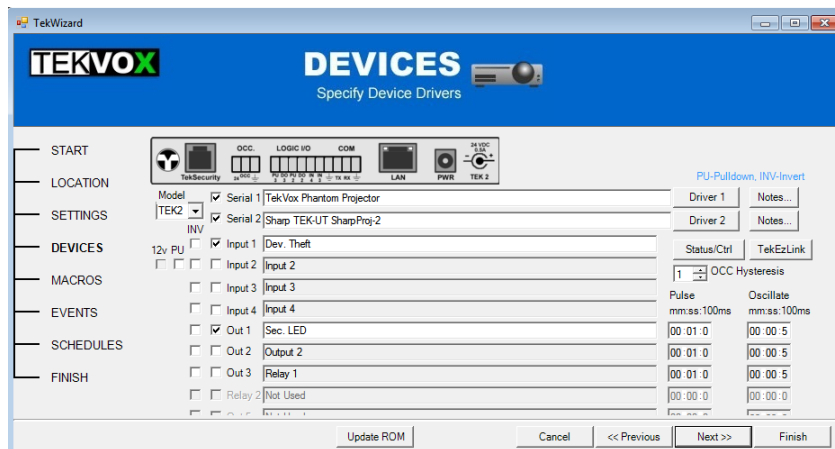 TekWizard
TEKVOX
DEVICES
Specify Device Drivers
START
LOCATION
SETTINGS
DEVICES
MACROS
EVENTS
SCHEDULES
FINISH
OCC. LOGIC I/O COM 24 VDC 0.5A
TekSecurity LAN PWR TEK 2
PU-Pulldown, INV-Invert
Model
TEK2
INV
12v PU
Serial 1 TekVox Phantom Projector Driver 1 Notes...
Serial 2 Sharp TEK-UT SharpProj-2 Driver 2 Notes...
Input 1 Dev. Theft Status/Ctrl TekEzLink
Input 2 Input 2 1 OCC Hysteresis
Input 3 Input 3
Pulse Oscillate
Input 4 Input 4 mm:ss:100ms mm:ss:100ms
Out 1 Sec. LED 00:01:0 00:00:5
Out 2 Output 2 00:01:0 00:00:5
Out 3 Relay 1 00:01:0 00:00:5
Relay 2 Not Used 00:00:0 00:00:0
Update ROM Cancel << Previous Next >> Finish